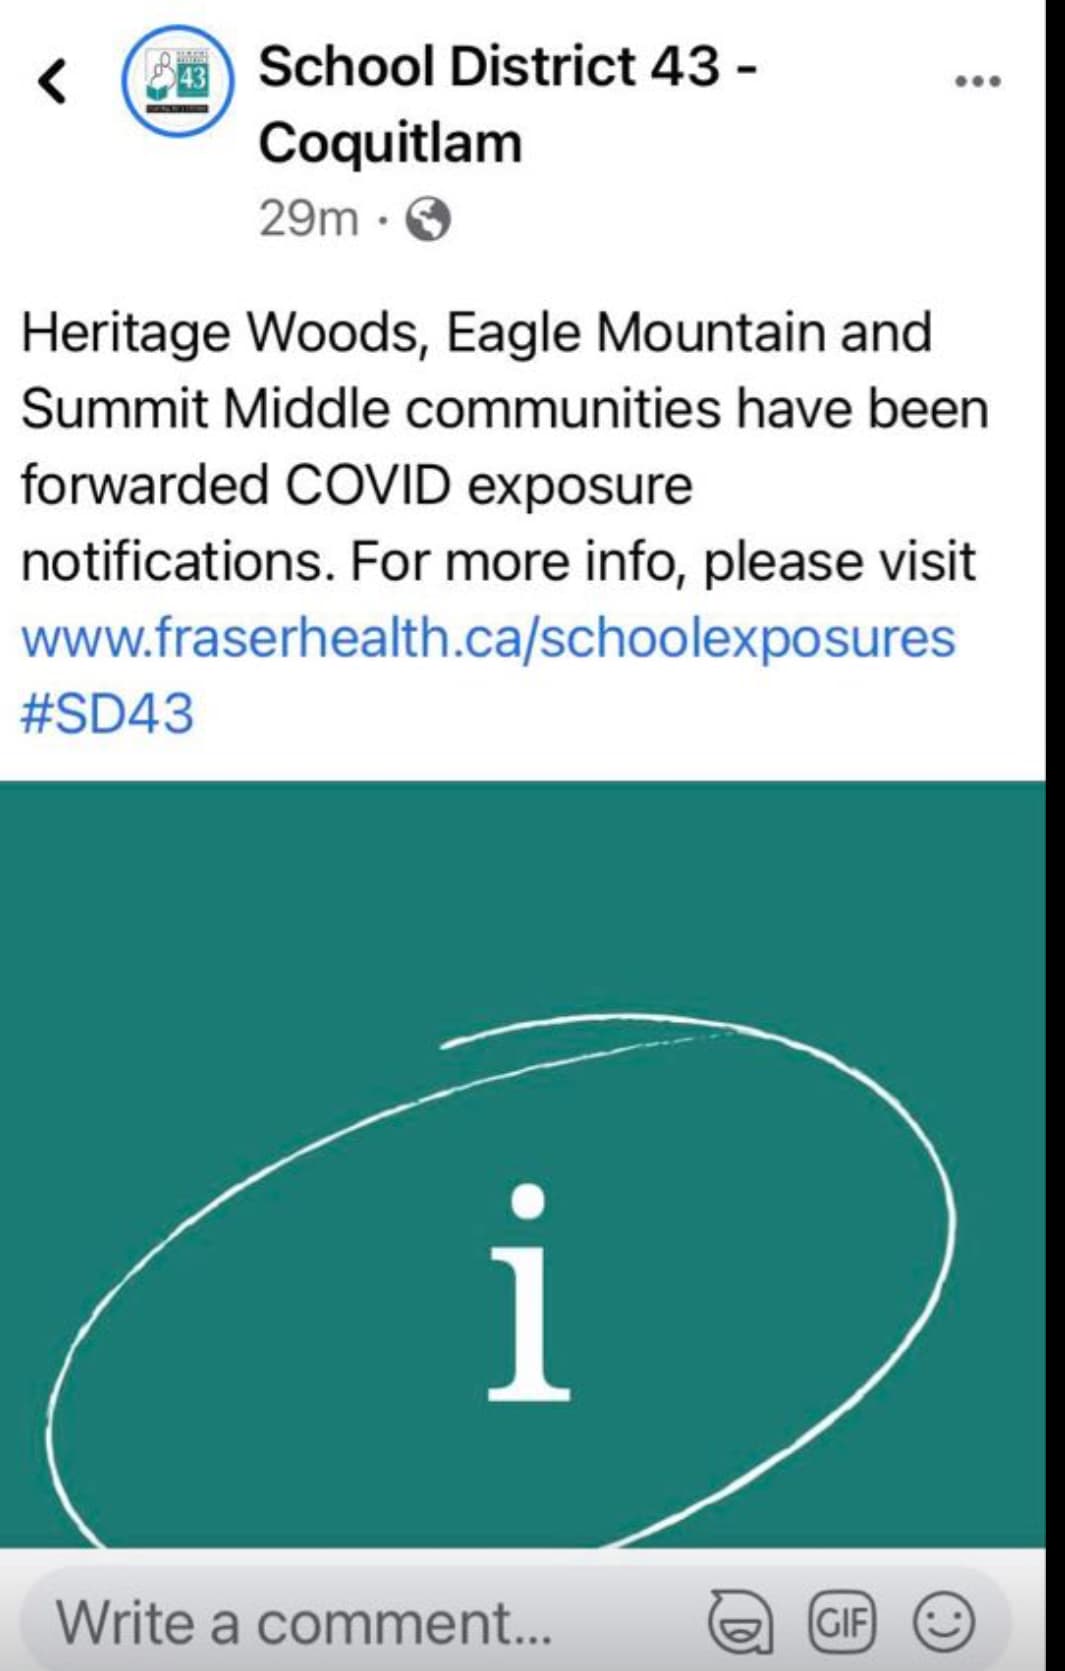 School District 43 -
Coquitlam
29m ·
43
Heritage Woods, Eagle Mountain and
Summit Middle communities have been
forwarded COVID exposure
notifications. For more info, please visit
www.fraserhealth.ca/schoolexposures
#SD43
i
Write a comment...
GIF